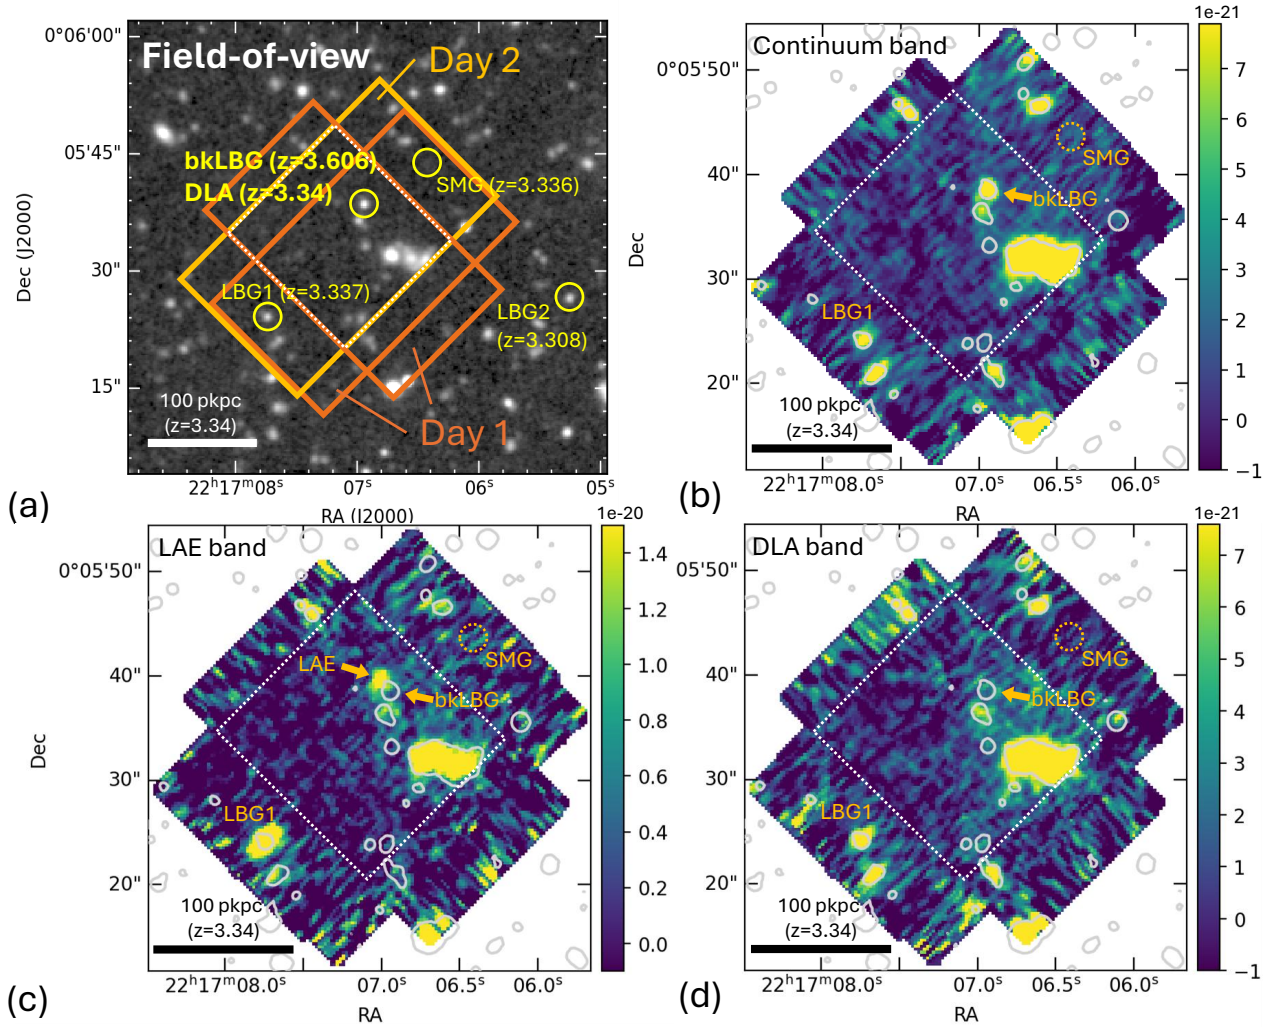 Field-of-view
Day 2
bkLBG (z=3.606)
DLA (z=3.34)
SMG (z=3.336)
LBG1 (z=3.337)
LBG2
(z=3.308)
100 pkpc
(z=3.34)
Day 1
0°06'00"
05'45"
30"
15"
Dec (J2000)
22ʰ17ᵐ08ˢ
07ˢ
06ˢ
05ˢ
RA (J2000)
(a)
1e-21
Continuum band
SMG
bkLBG
LBG1
100 pkpc
(z=3.34)
0°05'50"
40"
30"
20"
Dec
22ʰ17ᵐ08.0ˢ
07.0ˢ
06.5ˢ
06.0ˢ
RA
7
6
5
4
3
2
1
0
−1
(b)
1e-20
LAE band
LAE
SMG
bkLBG
LBG1
100 pkpc
(z=3.34)
0°05'50"
40"
30"
20"
Dec
22ʰ17ᵐ08.0ˢ
07.0ˢ
06.5ˢ
06.0ˢ
RA
1.4
1.2
1.0
0.8
0.6
0.4
0.2
0.0
(c)
1e-21
DLA band
SMG
bkLBG
LBG1
100 pkpc
(z=3.34)
05'50"
40"
30"
20"
22ʰ17ᵐ08.0ˢ
07.0ˢ
06.5ˢ
06.0ˢ
RA
7
6
5
4
3
2
1
0
−1
(d)